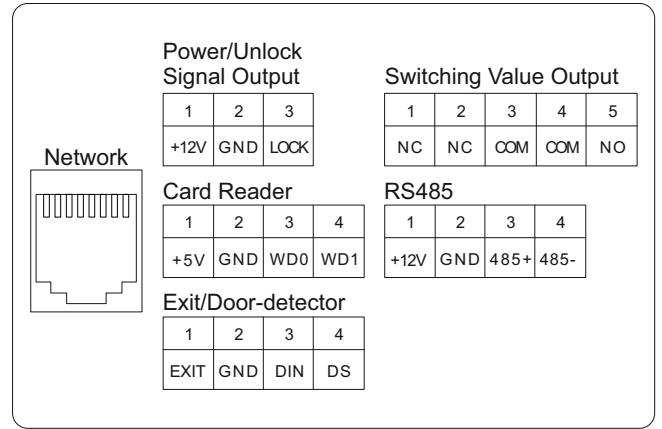 Power/Unlock
Signal Output
1 2 3
+12V GND LOCK
Switching Value Output
1 2 3 4 5
NC NC COM COM NO
Network
Card Reader
1 2 3 4
+5V GND WD0 WD1
RS485
1 2 3 4
+12V GND 485+ 485-
Exit/Door-detector
1 2 3 4
EXIT GND DIN DS